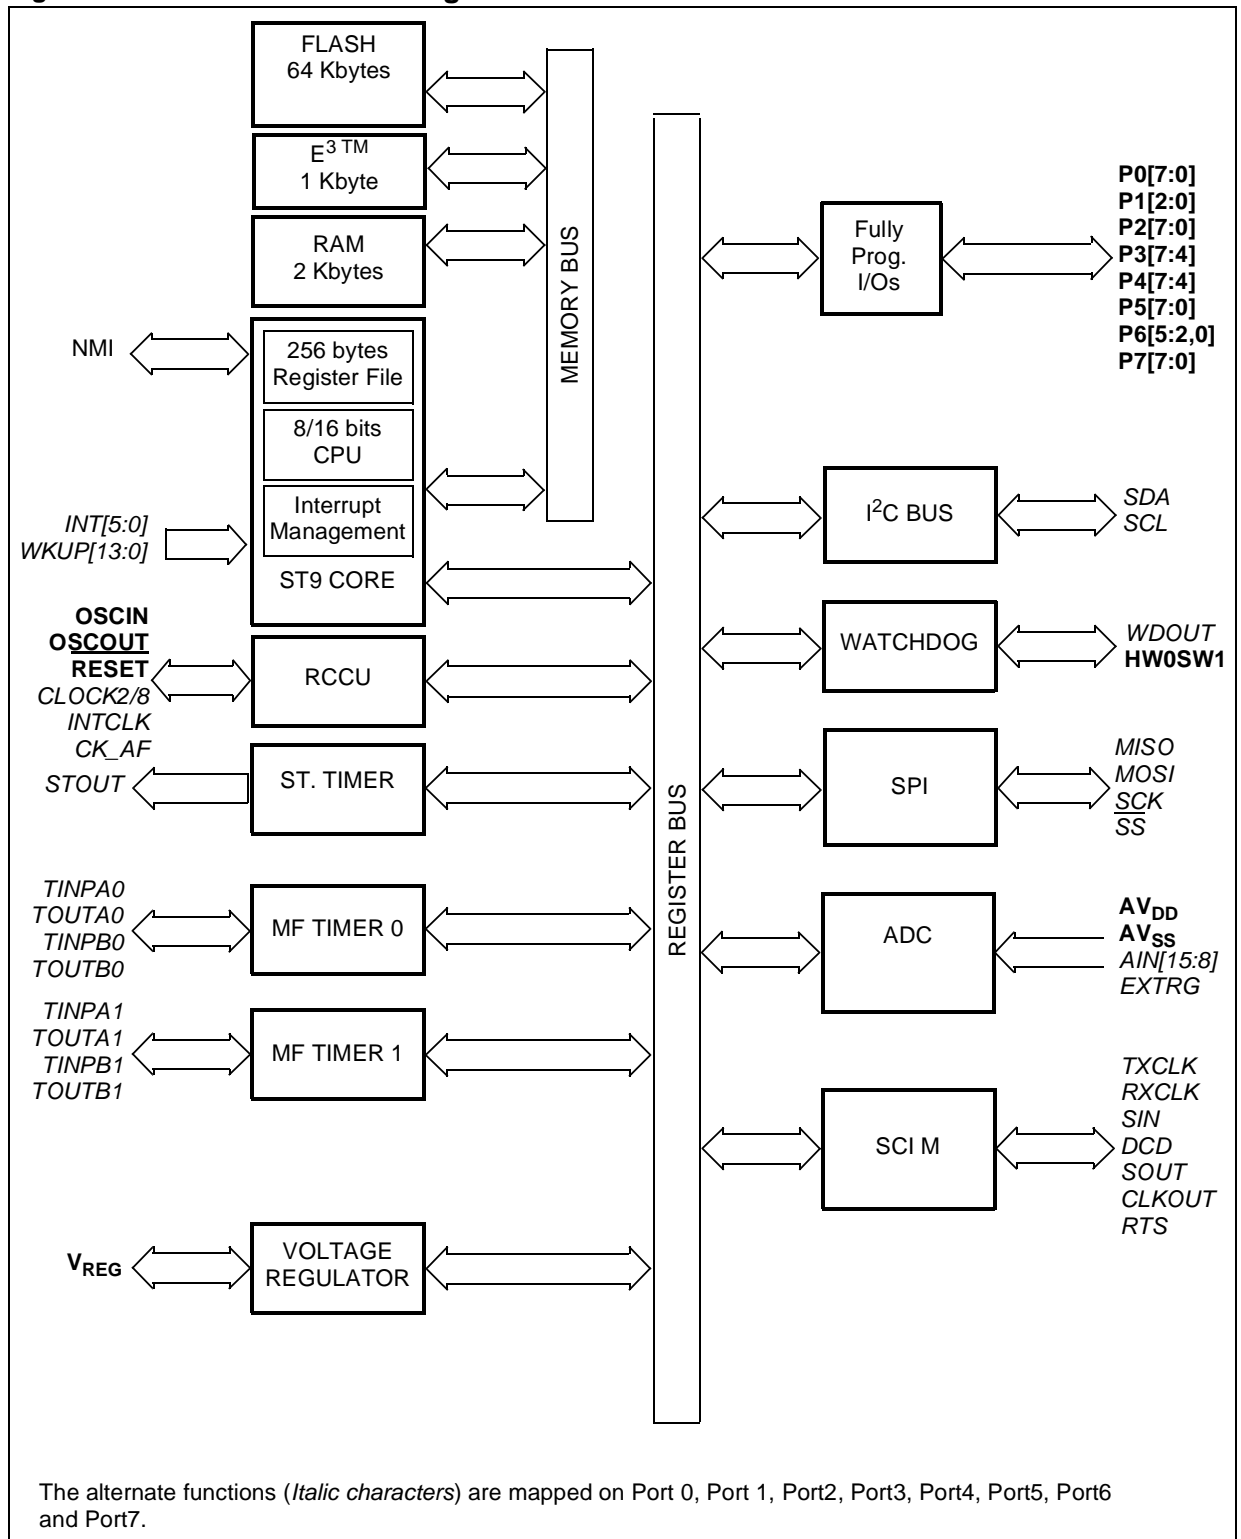 FLASH
64 Kbytes
E3 TM
1 Kbyte
RAM
2 Kbytes
256 bytes
Register File
8/16 bits
CPU
Interrupt
Management
ST9 CORE
NMI
INT[5:0]
WKUP[13:0]
OSCIN
OSCOUT
RESET
CLOCK2/8
INTCLK
CK_AF
RCCU
STOUT
ST. TIMER
TINPA0
TOUTA0
TINPB0
TOUTB0
MF TIMER 0
TINPA1
TOUTA1
TINPB1
TOUTB1
MF TIMER 1
VREG
VOLTAGE
REGULATOR
MEMORY BUS
REGISTER BUS
Fully
Prog.
I/Os
P0[7:0]
P1[2:0]
P2[7:0]
P3[7:4]
P4[7:4]
P5[7:0]
P6[5:2,0]
P7[7:0]
I2C BUS
SDA
SCL
WATCHDOG
WDOUT
HW0SW1
SPI
MISO
MOSI
SCK
SS
ADC
AVDD
AVSS
AIN[15:8]
EXTRG
SCI M
TXCLK
RXCLK
SIN
DCD
SOUT
CLKOUT
RTS
The alternate functions (Italic characters) are mapped on Port 0, Port 1, Port2, Port3, Port4, Port5, Port6
and Port7.